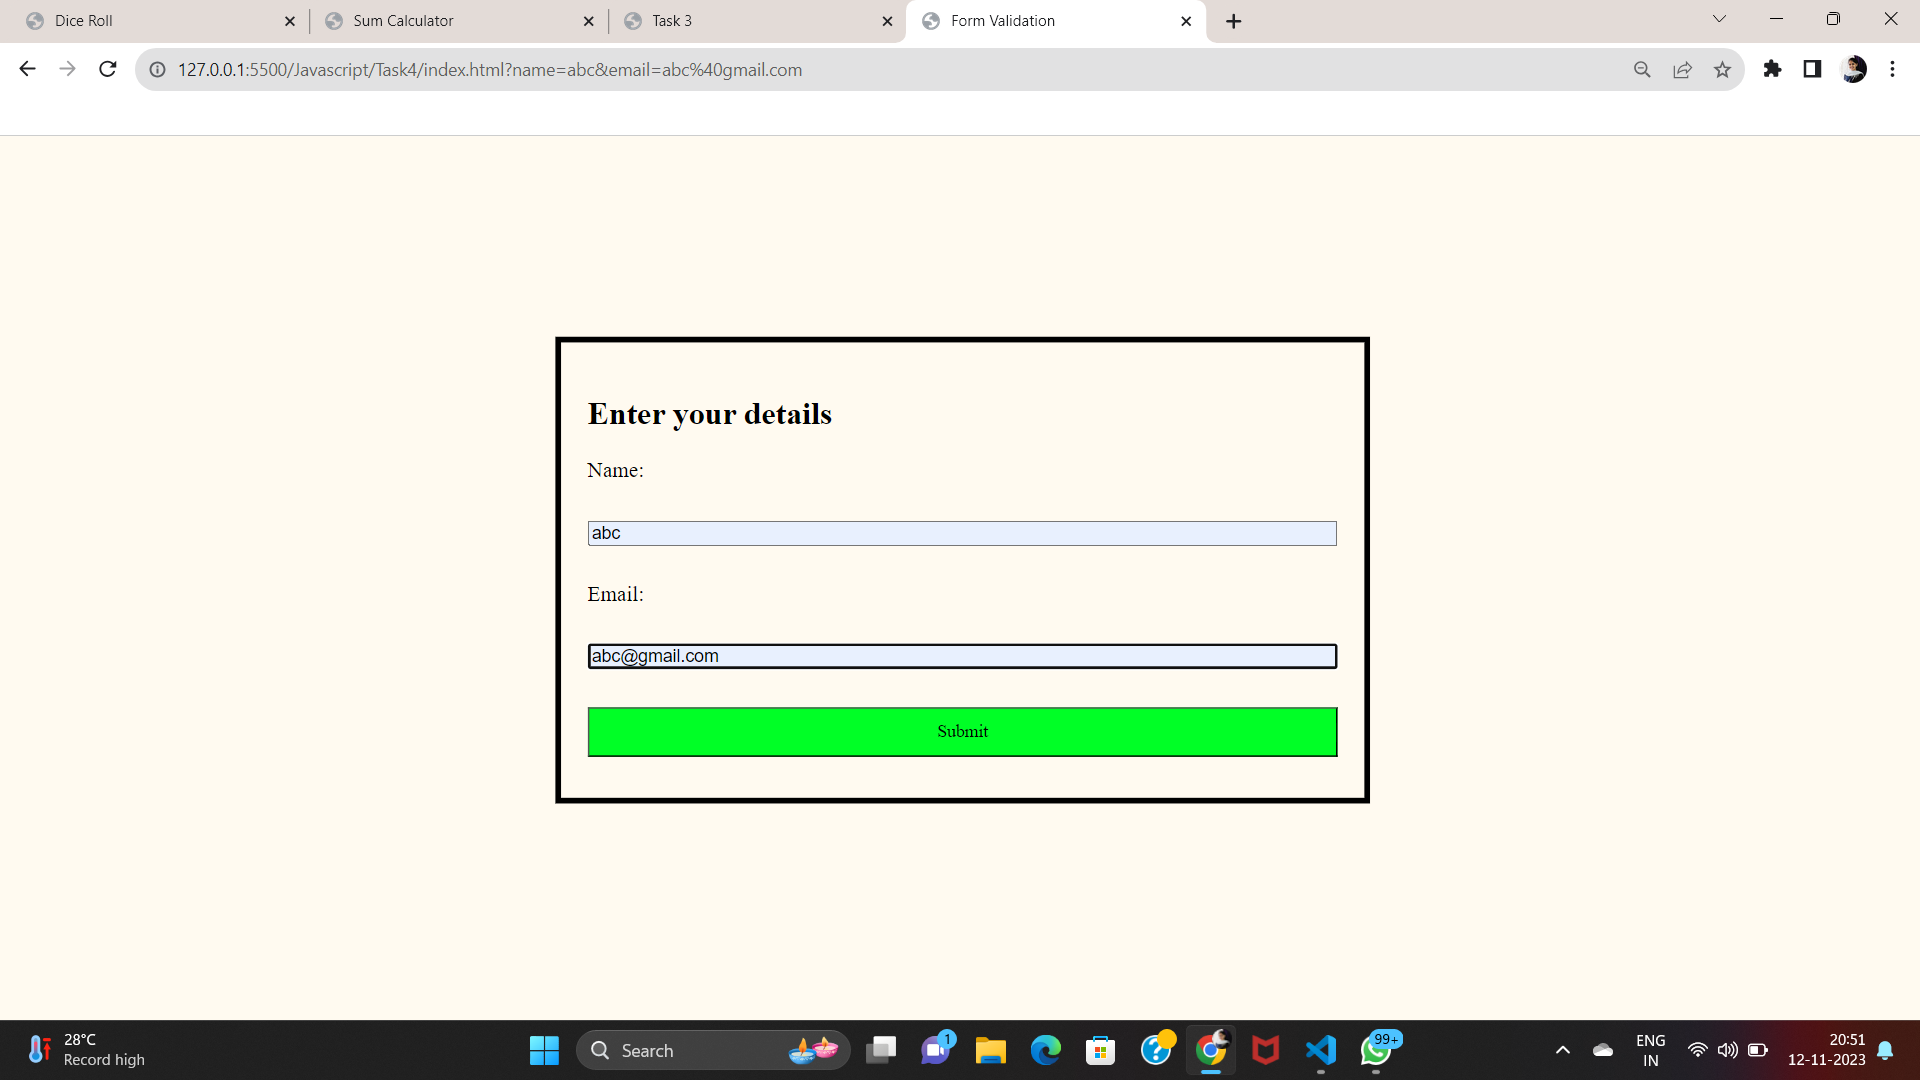 Dice Roll
Sum Calculator
Task 3
Form Validation
127.0.0.1:5500/Javascript/Task4/index.html?name=abc&email=abc%40gmail.com
Enter your details
Name:
abc
Email:
abc@gmail.com
Submit
28°C
Record high
Search
1
99+
ENG
IN
20:51
12-11-2023